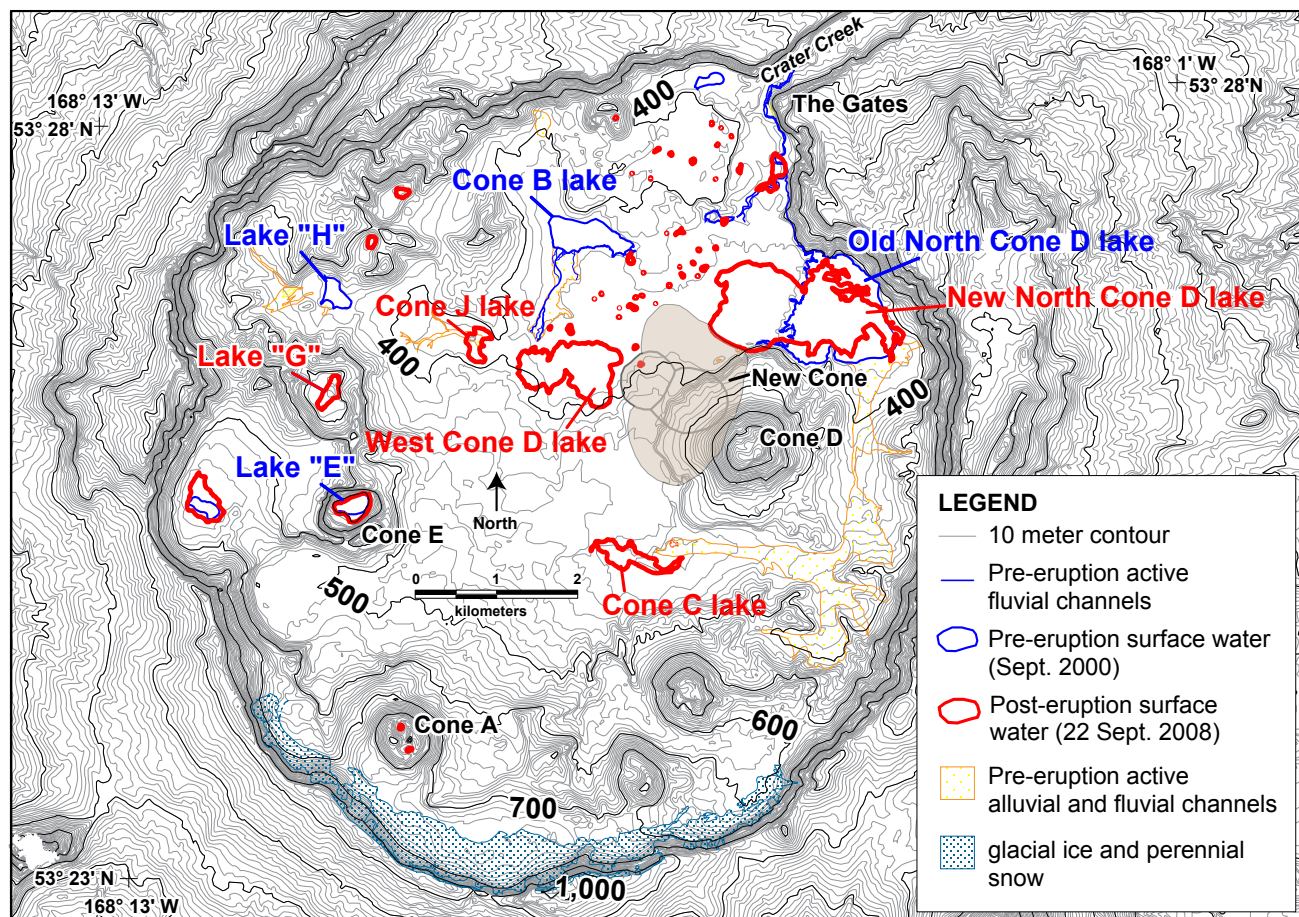 Crater Creek
168° 1' W
53° 28'N
168° 13' W
53° 28' N
400
The Gates
Cone B lake
Lake "H"
Old North Cone D lake
New North Cone D lake
Cone J lake
400
Lake "G"
New Cone
400
West Cone D lake
Cone D
Lake "E"
North
Cone E
500
0 1 2
kilometers
Cone C lake
600
Cone A
700
1,000
53° 23' N
168° 13' W
LEGEND
10 meter contour
Pre-eruption active
fluvial channels
Pre-eruption surface water
(Sept. 2000)
Post-eruption surface
water (22 Sept. 2008)
Pre-eruption active
alluvial and fluvial channels
glacial ice and perennial
snow